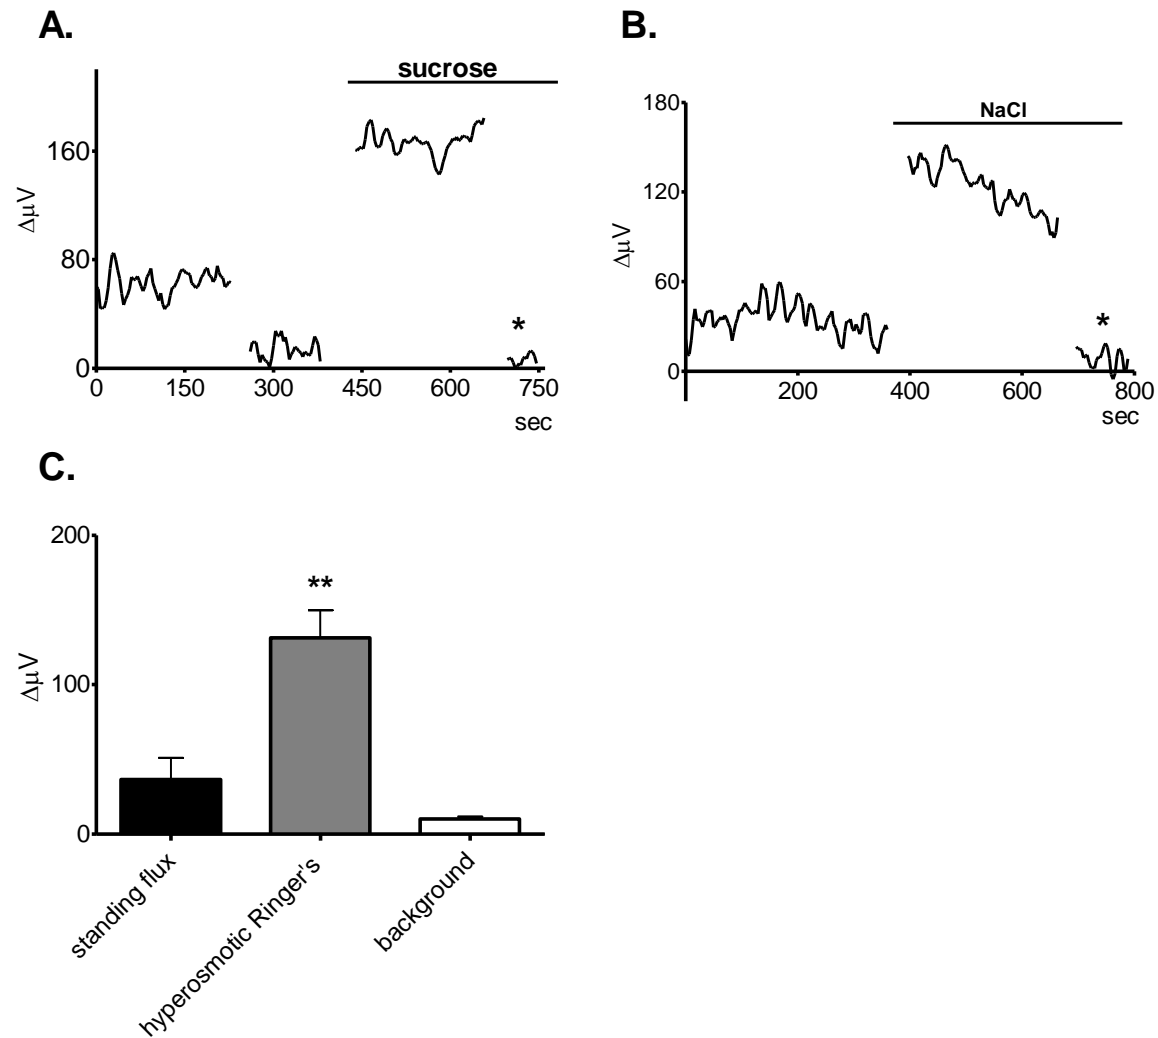 A.
sucrose
160
80
0
ΔμV
*
0 150 300 450 600 750
sec
B.
NaCl
180
120
60
0
ΔμV
*
200 400 600 800
sec
C.
200
100
0
ΔμV
**
standing flux
hyperosmotic Ringer's
background